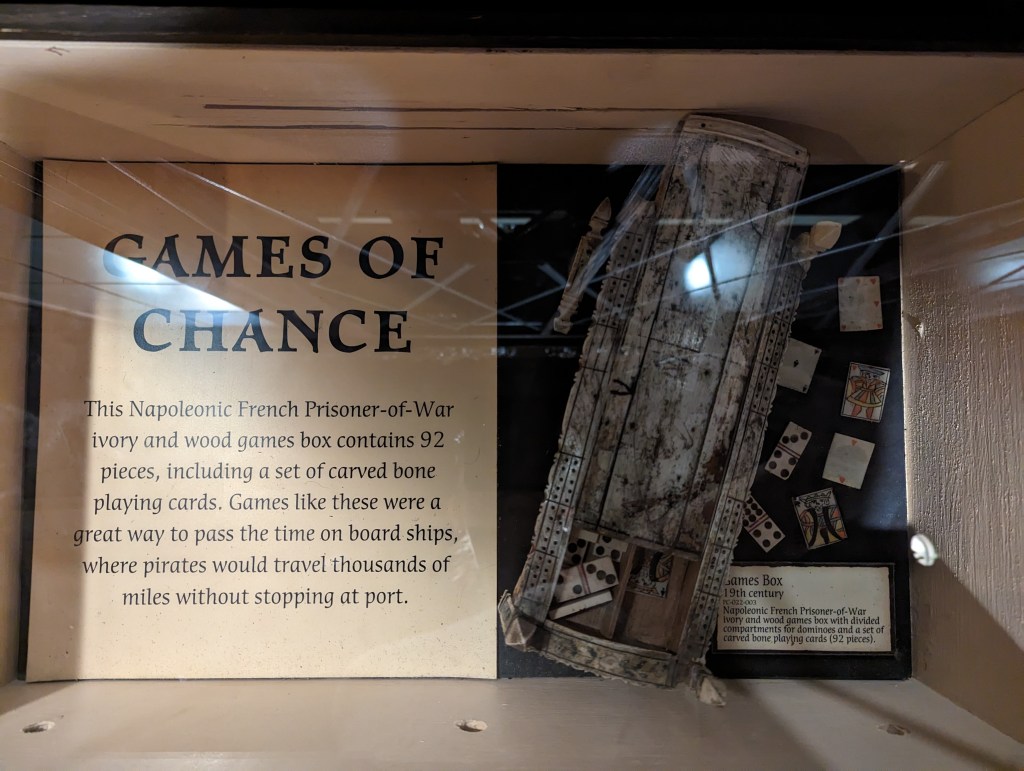 GAMES OF
CHANCE
This Napoleonic French Prisoner-of-War
ivory and wood games box contains 92
pieces, including a set of carved bone
playing cards. Games like these were a
great way to pass the time on board ships,
where pirates would travel thousands of
miles without stopping at port.
Games Box
19th century
PC-022-003
Napoleonic French Prisoner-of-War
ivory and wood games box with divided
compartments for dominoes and a set of
carved bone playing cards (92 pieces).